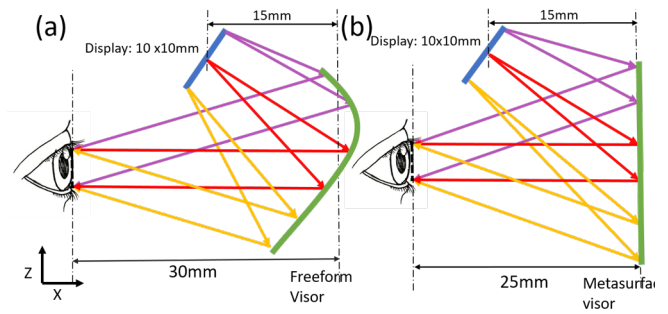 (a)
15mm
Display: 10 x10mm
Z
X
30mm
Freeform
Visor
(b)
15mm
Display: 10x10mm
25mm
Metasurfac
visor